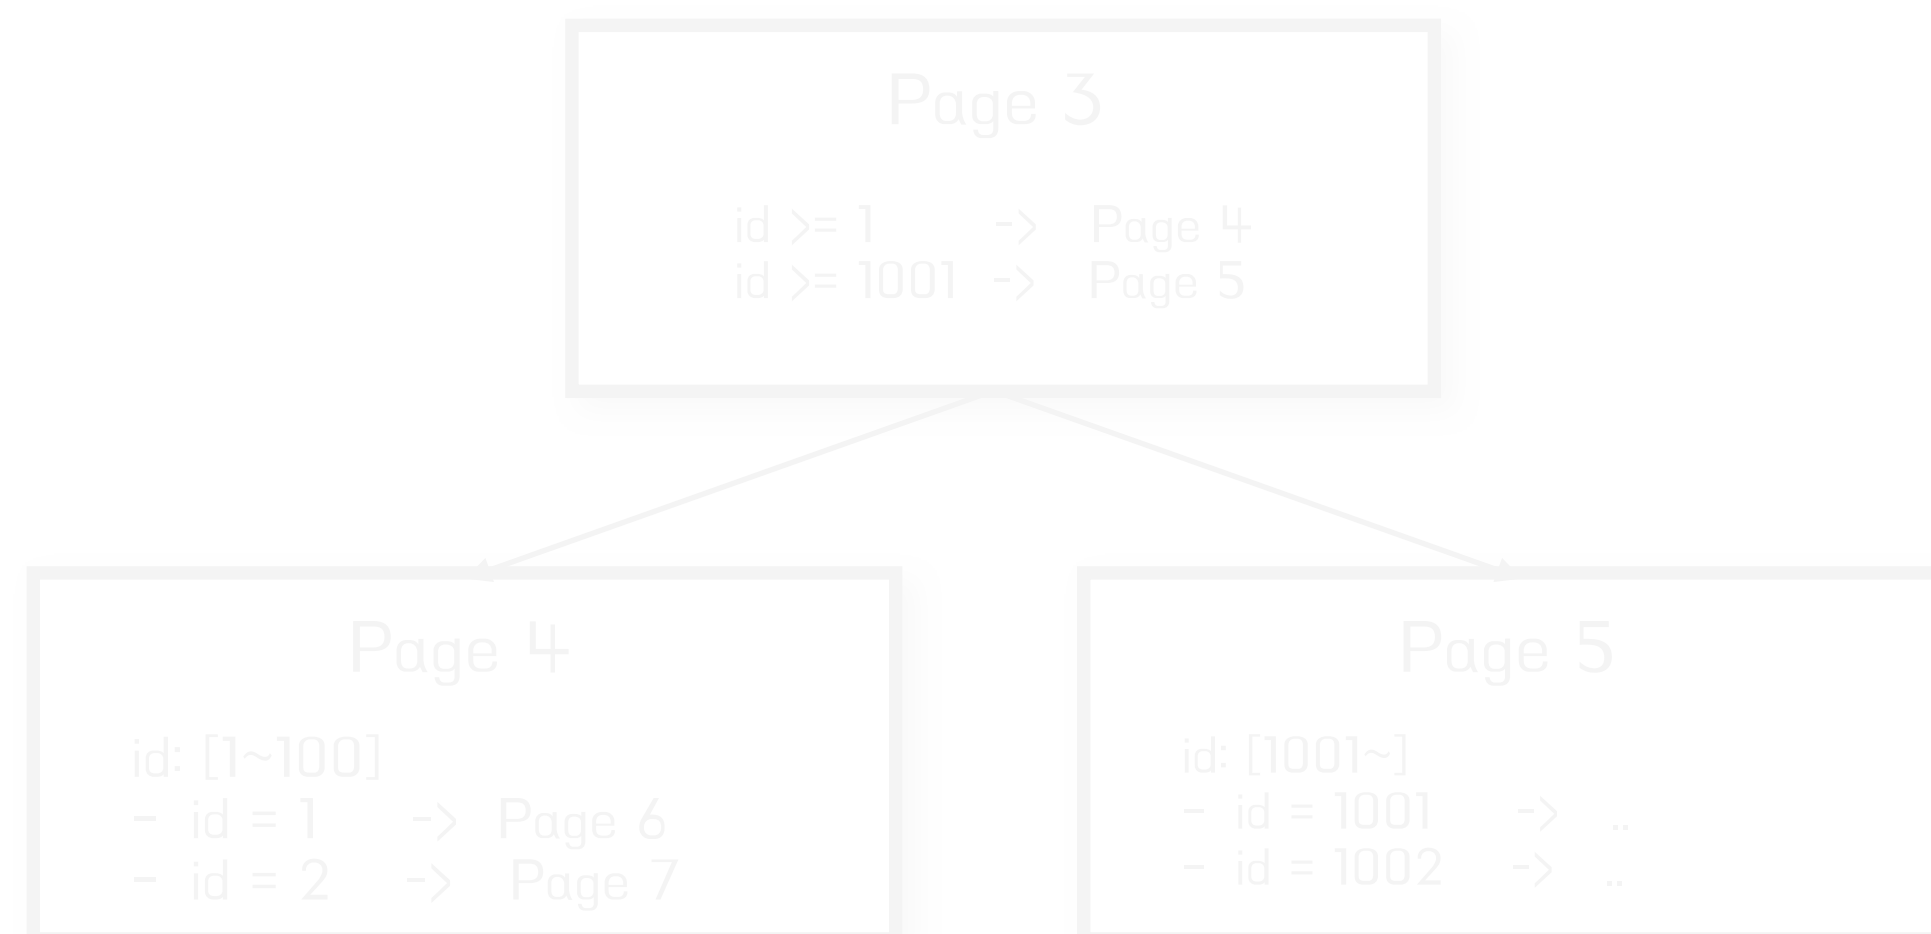 Page 3
id >= 1 -> Page 4
id >= 1001 -> Page 5
Page 4
id: [1~100]
- id = 1 -> Page 6
- id = 2 -> Page 7
Page 5
id: [1001~]
- id = 1001 -> ..
- id = 1002 -> ..